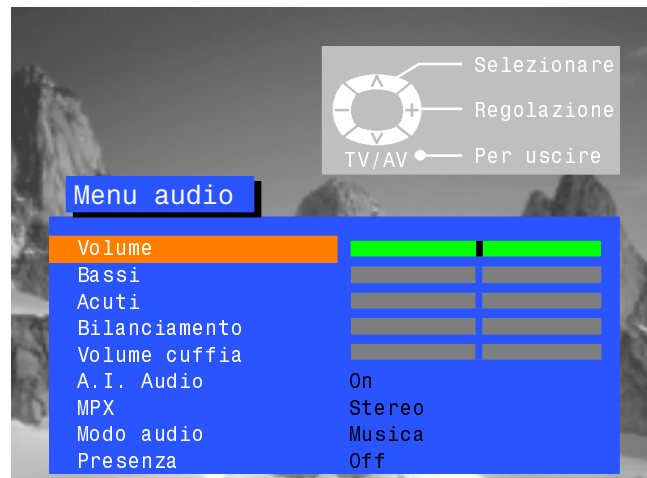 Selezionare
Regolazione
TV/AV Per uscire
Menu audio
Volume
Bassi
Acuti
Bilanciamento
Volume cuffia
A.I. Audio On
MPX Stereo
Modo audio Musica
Presenza Off